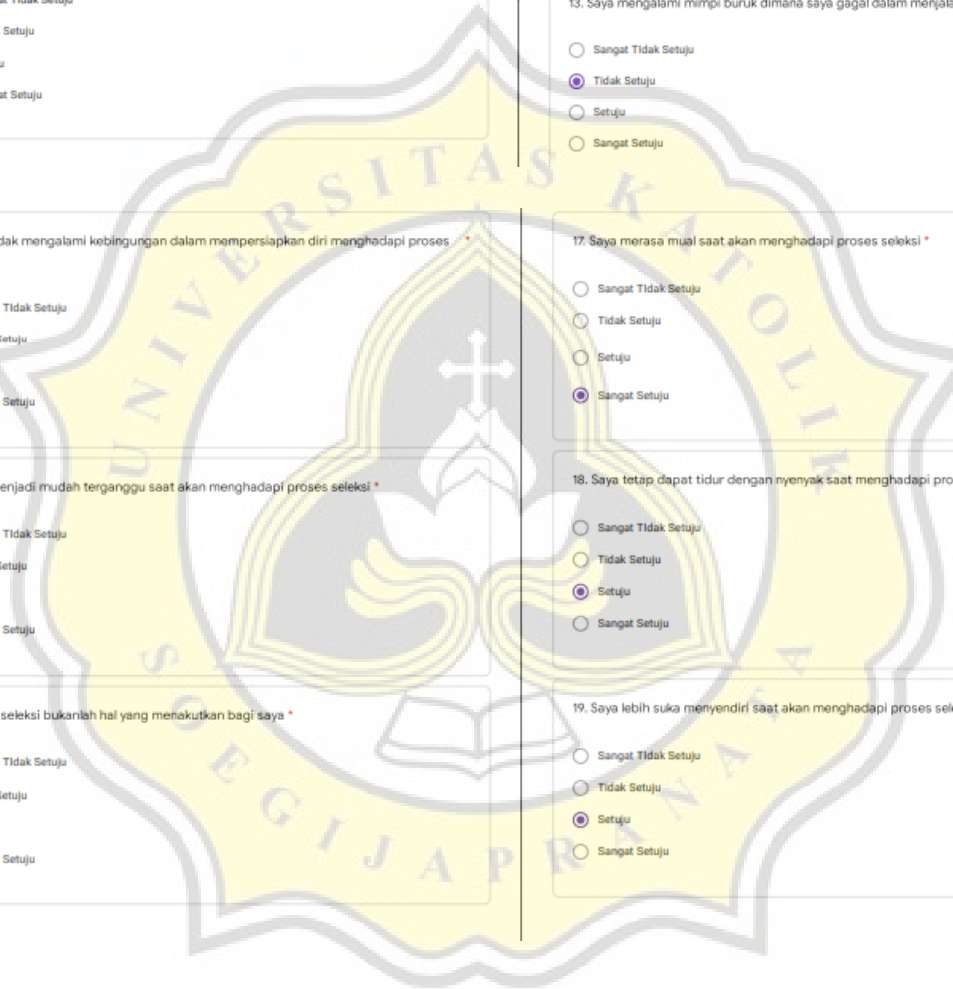 Setuju
at Setuju
13. Saya mengalami mimpi buruk dimana saya gagal dalam
Sangat TIdak Setuju
Tidak Setuju
Setuju
Sangat Setuju
dak mengalami kebingungan dalam mempersiapkan diri menghadapi proses *
TIdak Setuju
Setuju
enjadi mudah terganggu saat akan menghadapi proses seleksi *
TIdak Setuju
etuju
Setuju
seleksi bukanlah hal yang menakutkan bagi saya *
TIdak Setuju
etuju
Setuju
17. Saya merasa mual saat akan menghadapi proses seleksi *
Sangat TIdak Setuju
Tidak Setuju
Setuju
Sangat Setuju
18. Saya tetap dapat tidur dengan nyenyak saat menghadapi pro
Sangat TIdak Setuju
Tidak Setuju
Setuju
Sangat Setuju
19. Saya lebih suka menyendiri saat akan menghadapi proses sel
Sangat TIdak Setuju
Tidak Setuju
Setuju
Sangat Setuju
UNIVERSITAS KATOLIK
SOEGIJAPRANATA